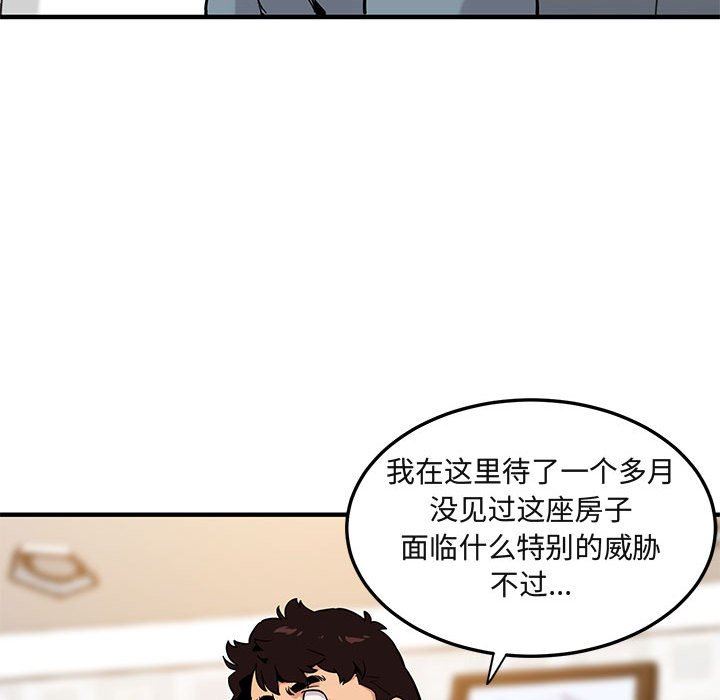 我在这里待了一个多月
没见过这座房子
面临什么特别的威胁
不过...